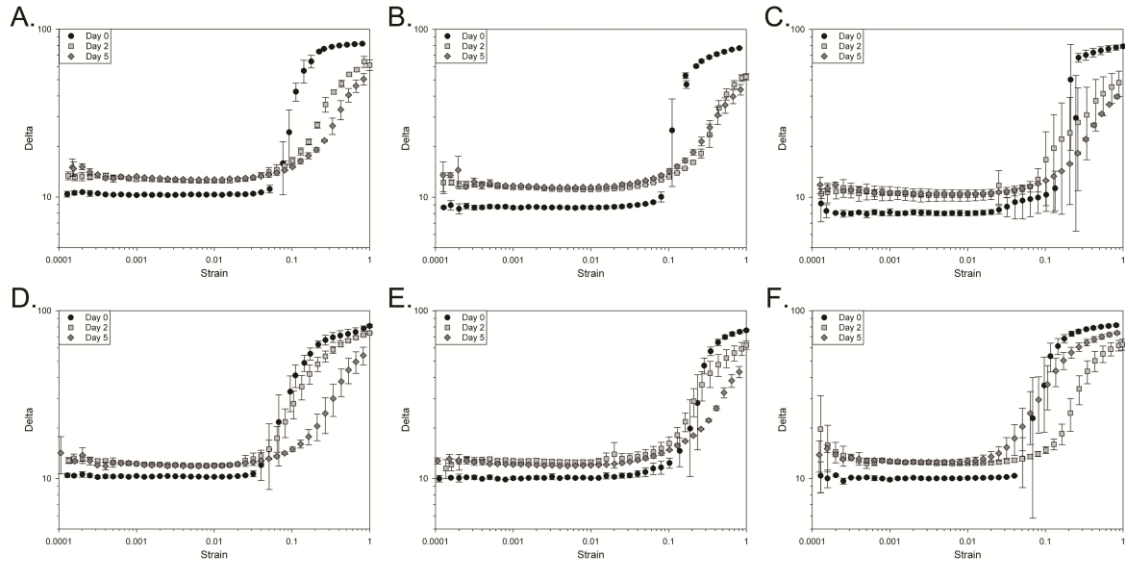 A.
Day 0
Day 2
Day 5
100
10
Delta
0.0001
0.001
0.01
0.1
1
Strain
B.
Day 0
Day 2
Day 5
100
10
Delta
0.0001
0.001
0.01
0.1
1
Strain
C.
Day 0
Day 2
Day 5
100
10
Delta
0.0001
0.001
0.01
0.1
1
Strain
D.
Day 0
Day 2
Day 5
100
10
Delta
0.0001
0.001
0.01
0.1
1
Strain
E.
Day 0
Day 2
Day 5
100
10
Delta
0.0001
0.001
0.01
0.1
1
Strain
F.
Day 0
Day 2
Day 5
100
10
Delta
0.0001
0.001
0.01
0.1
1
Strain